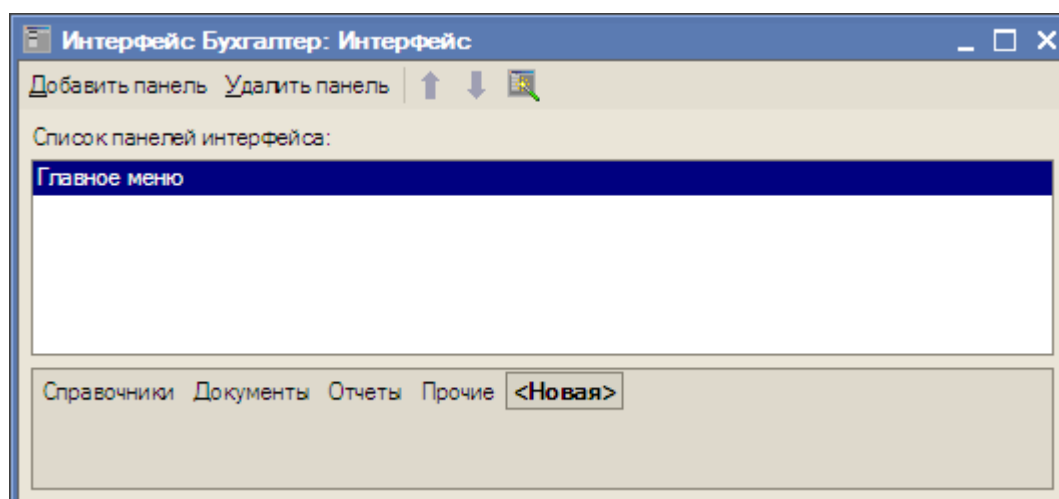 Интерфейс Бухгалтер: Интерфейс
Добавить панель Удалить панель
Список панелей интерфейса:
Главное меню
Справочники Документы Отчеты Прочие <Новая>